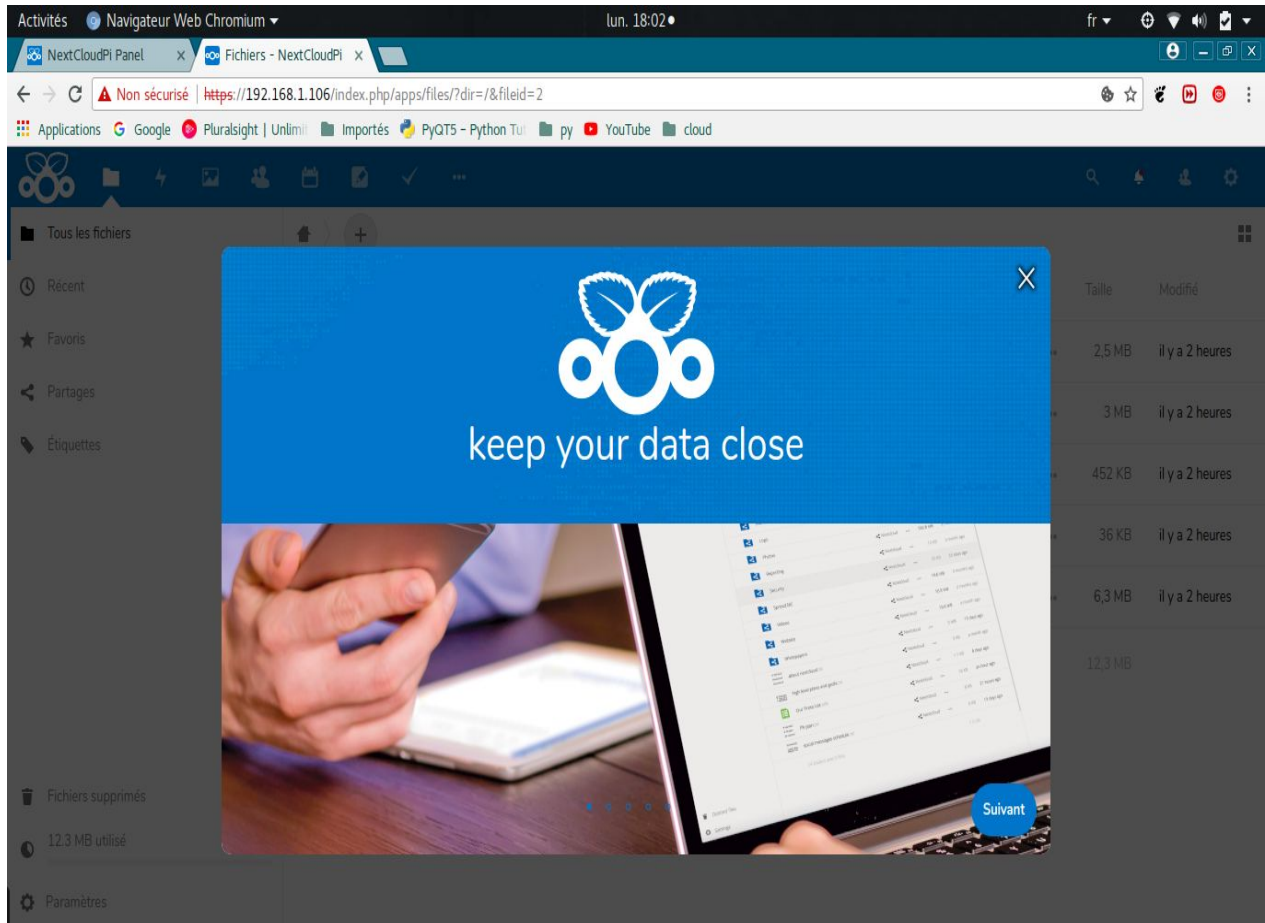 Activités Navigateur Web Chromium lun. 18:02 fr
NextCloudPi Panel x Fichiers - NextCloudPi x
Non sécurisé https://192.168.1.106/index.php/apps/files/?dir=/&fileid=2
Applications Google Pluralsight | Unlimi Importés PyQT5 - Python Tu py YouTube cloud
Tous les fichiers
Récent Taille Modifié
Favoris 2,5 MB il y a 2 heures
Partages 3 MB il y a 2 heures
Étiquettes 452 KB il y a 2 heures
36 KB il y a 2 heures
6,3 MB il y a 2 heures
12,3 MB
keep your data close
Suivant
Fichiers supprimés
12.3 MB utilisé
Paramètres